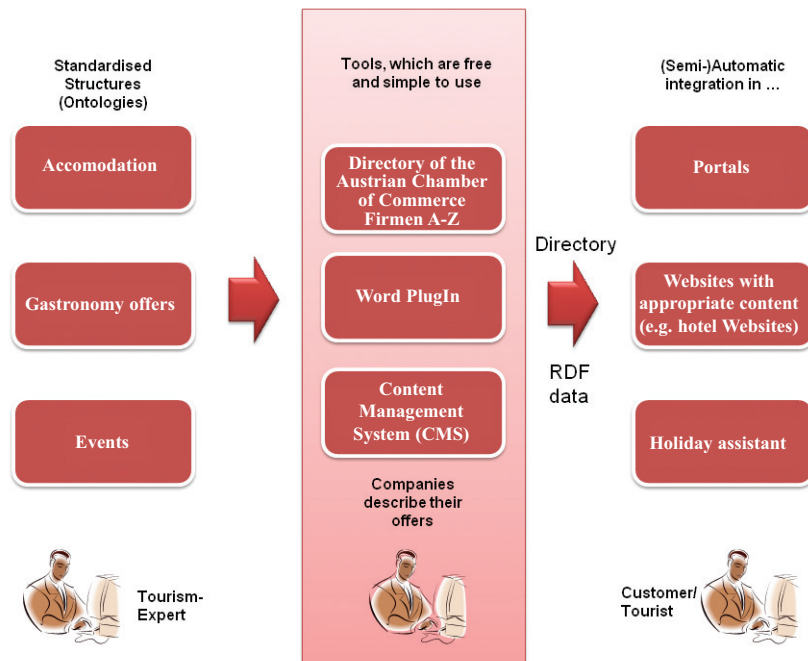 Standardised
Structures
(Ontologies)
Accomodation
Gastronomy offers
Events
Tourism-
Expert
Tools, which are free
and simple to use
Directory of the
Austrian Chamber
of Commerce
Firmen A-Z
Word PlugIn
Content
Management
System (CMS)
Companies
describe their
offers
Directory
RDF
data
(Semi-)Automatic
integration in ...
Portals
Websites with
appropriate content
(e.g. hotel Websites)
Holiday assistant
Customer/
Tourist